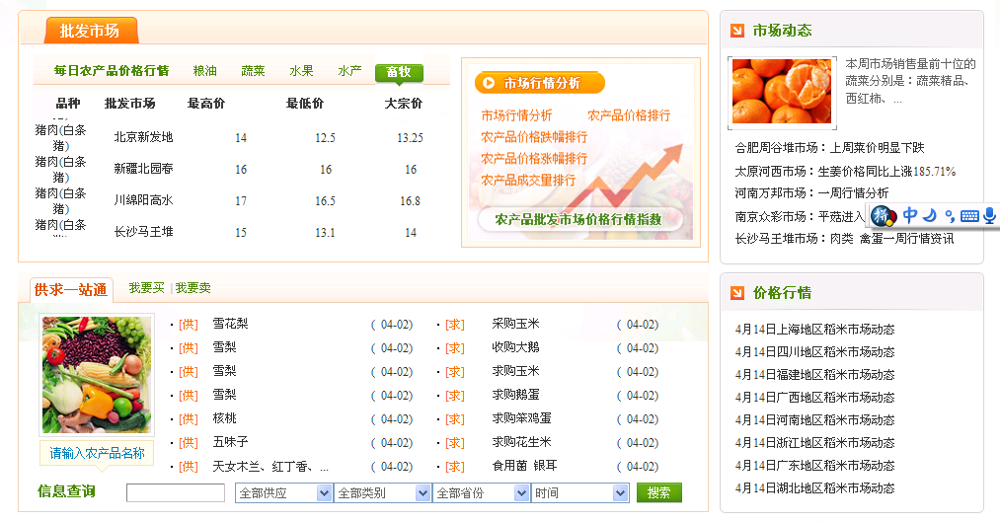 批发市场
每日农产品价格行情 粮油 蔬菜 水果 水产 畜牧
品种 批发市场 最高价 最低价 大宗价
猪肉(白条猪) 北京新发地 14 12.5 13.25
猪肉(白条猪) 新疆北园春 16 16 16
猪肉(白条猪) 川绵阳高水 17 16.5 16.8
猪肉(白条 长沙马王堆 15 13.1 14
市场行情分析
市场行情分析 农产品价格排行
农产品价格跌幅排行
农产品价格涨幅排行
农产品成交量排行
农产品批发市场价格行情指数
市场动态
本周市场销售量前十位的
蔬菜分别是：蔬菜精品、
西红柿、...
合肥周谷堆市场：上周菜价明显下跌
太原河西市场：生姜价格同比上涨185.71%
河南万邦市场：一周行情分析
南京众彩市场：平菇进入
中
长沙马王堆市场：肉类 禽蛋一周行情资讯
供求一站通 我要买 | 我要卖
· [供] 雪花梨 ( 04-02) · [求] 采购玉米 ( 04-02)
· [供] 雪梨 ( 04-02) · [求] 收购大鹅 ( 04-02)
· [供] 雪梨 ( 04-02) · [求] 求购玉米 ( 04-02)
· [供] 雪梨 ( 04-02) · [求] 求购鹅蛋 ( 04-02)
· [供] 核桃 ( 04-02) · [求] 求购笨鸡蛋 ( 04-02)
· [供] 五味子 ( 04-02) · [求] 求购花生米 ( 04-02)
· [供] 天女木兰、红丁香、... ( 04-02) · [求] 食用菌 银耳 ( 04-02)
请输入农产品名称
信息查询 全部供应 全部类别 全部省份 时间 搜索
价格行情
4月14日上海地区稻米市场动态
4月14日四川地区稻米市场动态
4月14日福建地区稻米市场动态
4月14日广西地区稻米市场动态
4月14日河南地区稻米市场动态
4月14日浙江地区稻米市场动态
4月14日广东地区稻米市场动态
4月14日湖北地区稻米市场动态